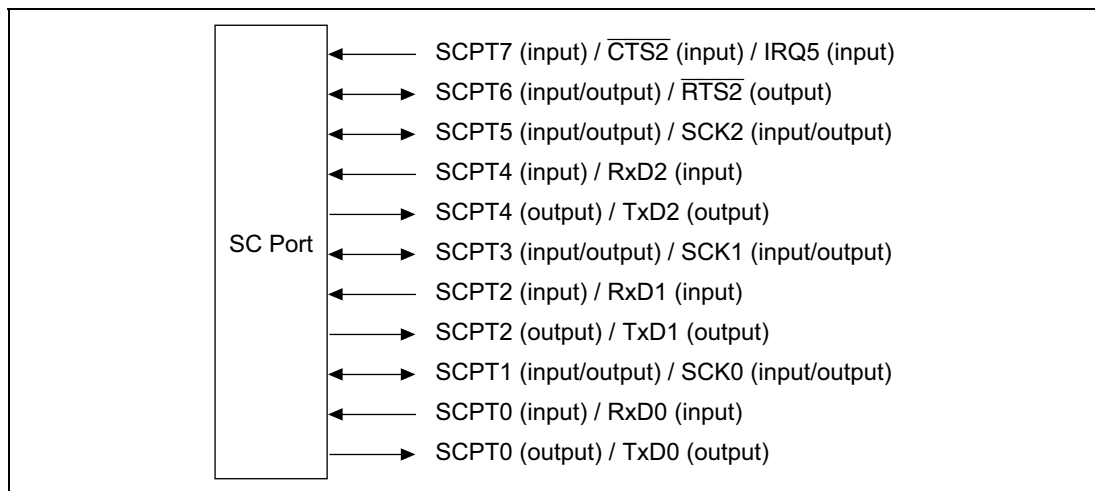 SC Port
SCPT7 (input) / C̅T̅S̅2̅ (input) / IRQ5 (input)
SCPT6 (input/output) / R̅T̅S̅2̅ (output)
SCPT5 (input/output) / SCK2 (input/output)
SCPT4 (input) / RxD2 (input)
SCPT4 (output) / TxD2 (output)
SCPT3 (input/output) / SCK1 (input/output)
SCPT2 (input) / RxD1 (input)
SCPT2 (output) / TxD1 (output)
SCPT1 (input/output) / SCK0 (input/output)
SCPT0 (input) / RxD0 (input)
SCPT0 (output) / TxD0 (output)